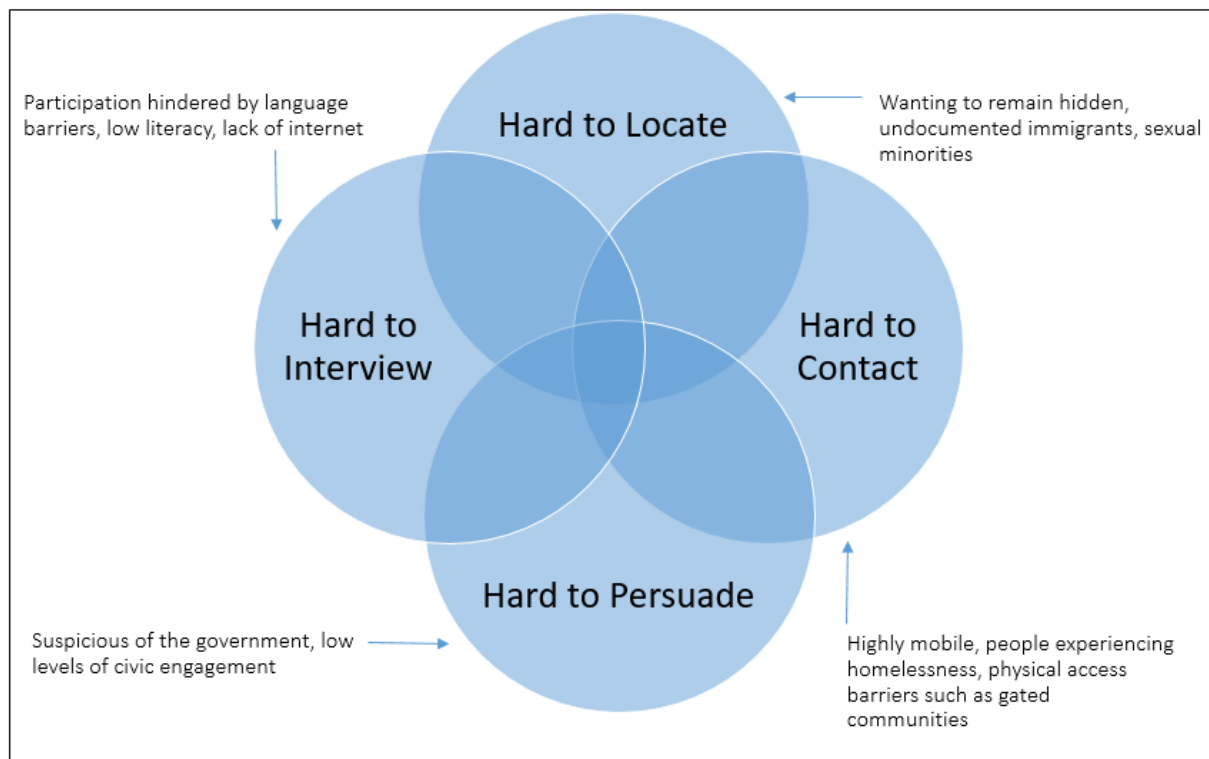 Hard to Locate
Participation hindered by language
barriers, low literacy, lack of internet
Wanting to remain hidden,
undocumented immigrants, sexual
minorities
Hard to
Interview
Hard to
Contact
Hard to Persuade
Suspicious of the government, low
levels of civic engagement
Highly mobile, people experiencing
homelessness, physical access
barriers such as gated
communities